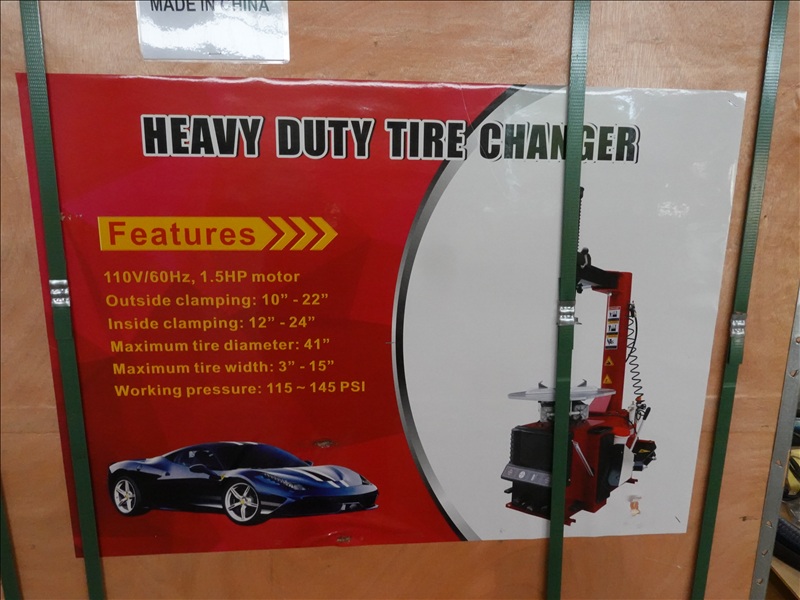 MADE IN CHINA
HEAVY DUTY TIRE CHANGER
Features
110V/60Hz, 1.5HP motor
Outside clamping: 10” - 22”
Inside clamping: 12” - 24”
Maximum tire diameter: 41”
Maximum tire width: 3” - 15”
Working pressure: 115 ~ 145 PSI